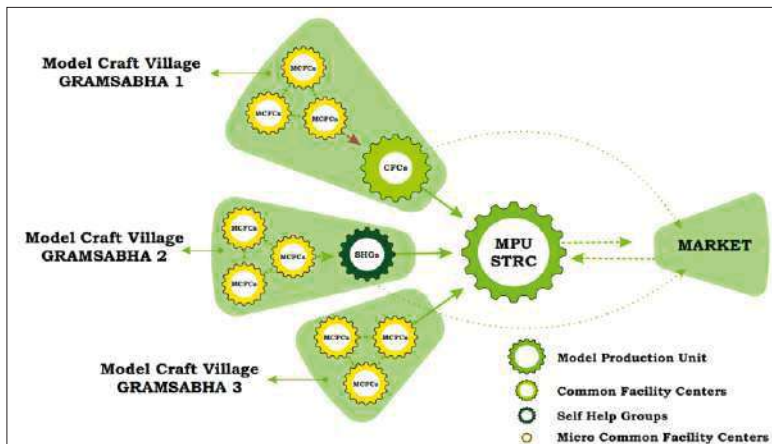 Model Craft Village
GRAMSABHA 1
MCFCs
MCFCs
MCFCs
CFCs
Model Craft Village
GRAMSABHA 2
MCFCs
MCFCs
MCFCs
SHGs
MPU
STRC
MARKET
Model Craft Village
GRAMSABHA 3
MCFCs
MCFCs
MCFCs
Model Production Unit
Common Facility Centers
Self Help Groups
Micro Common Facility Centers